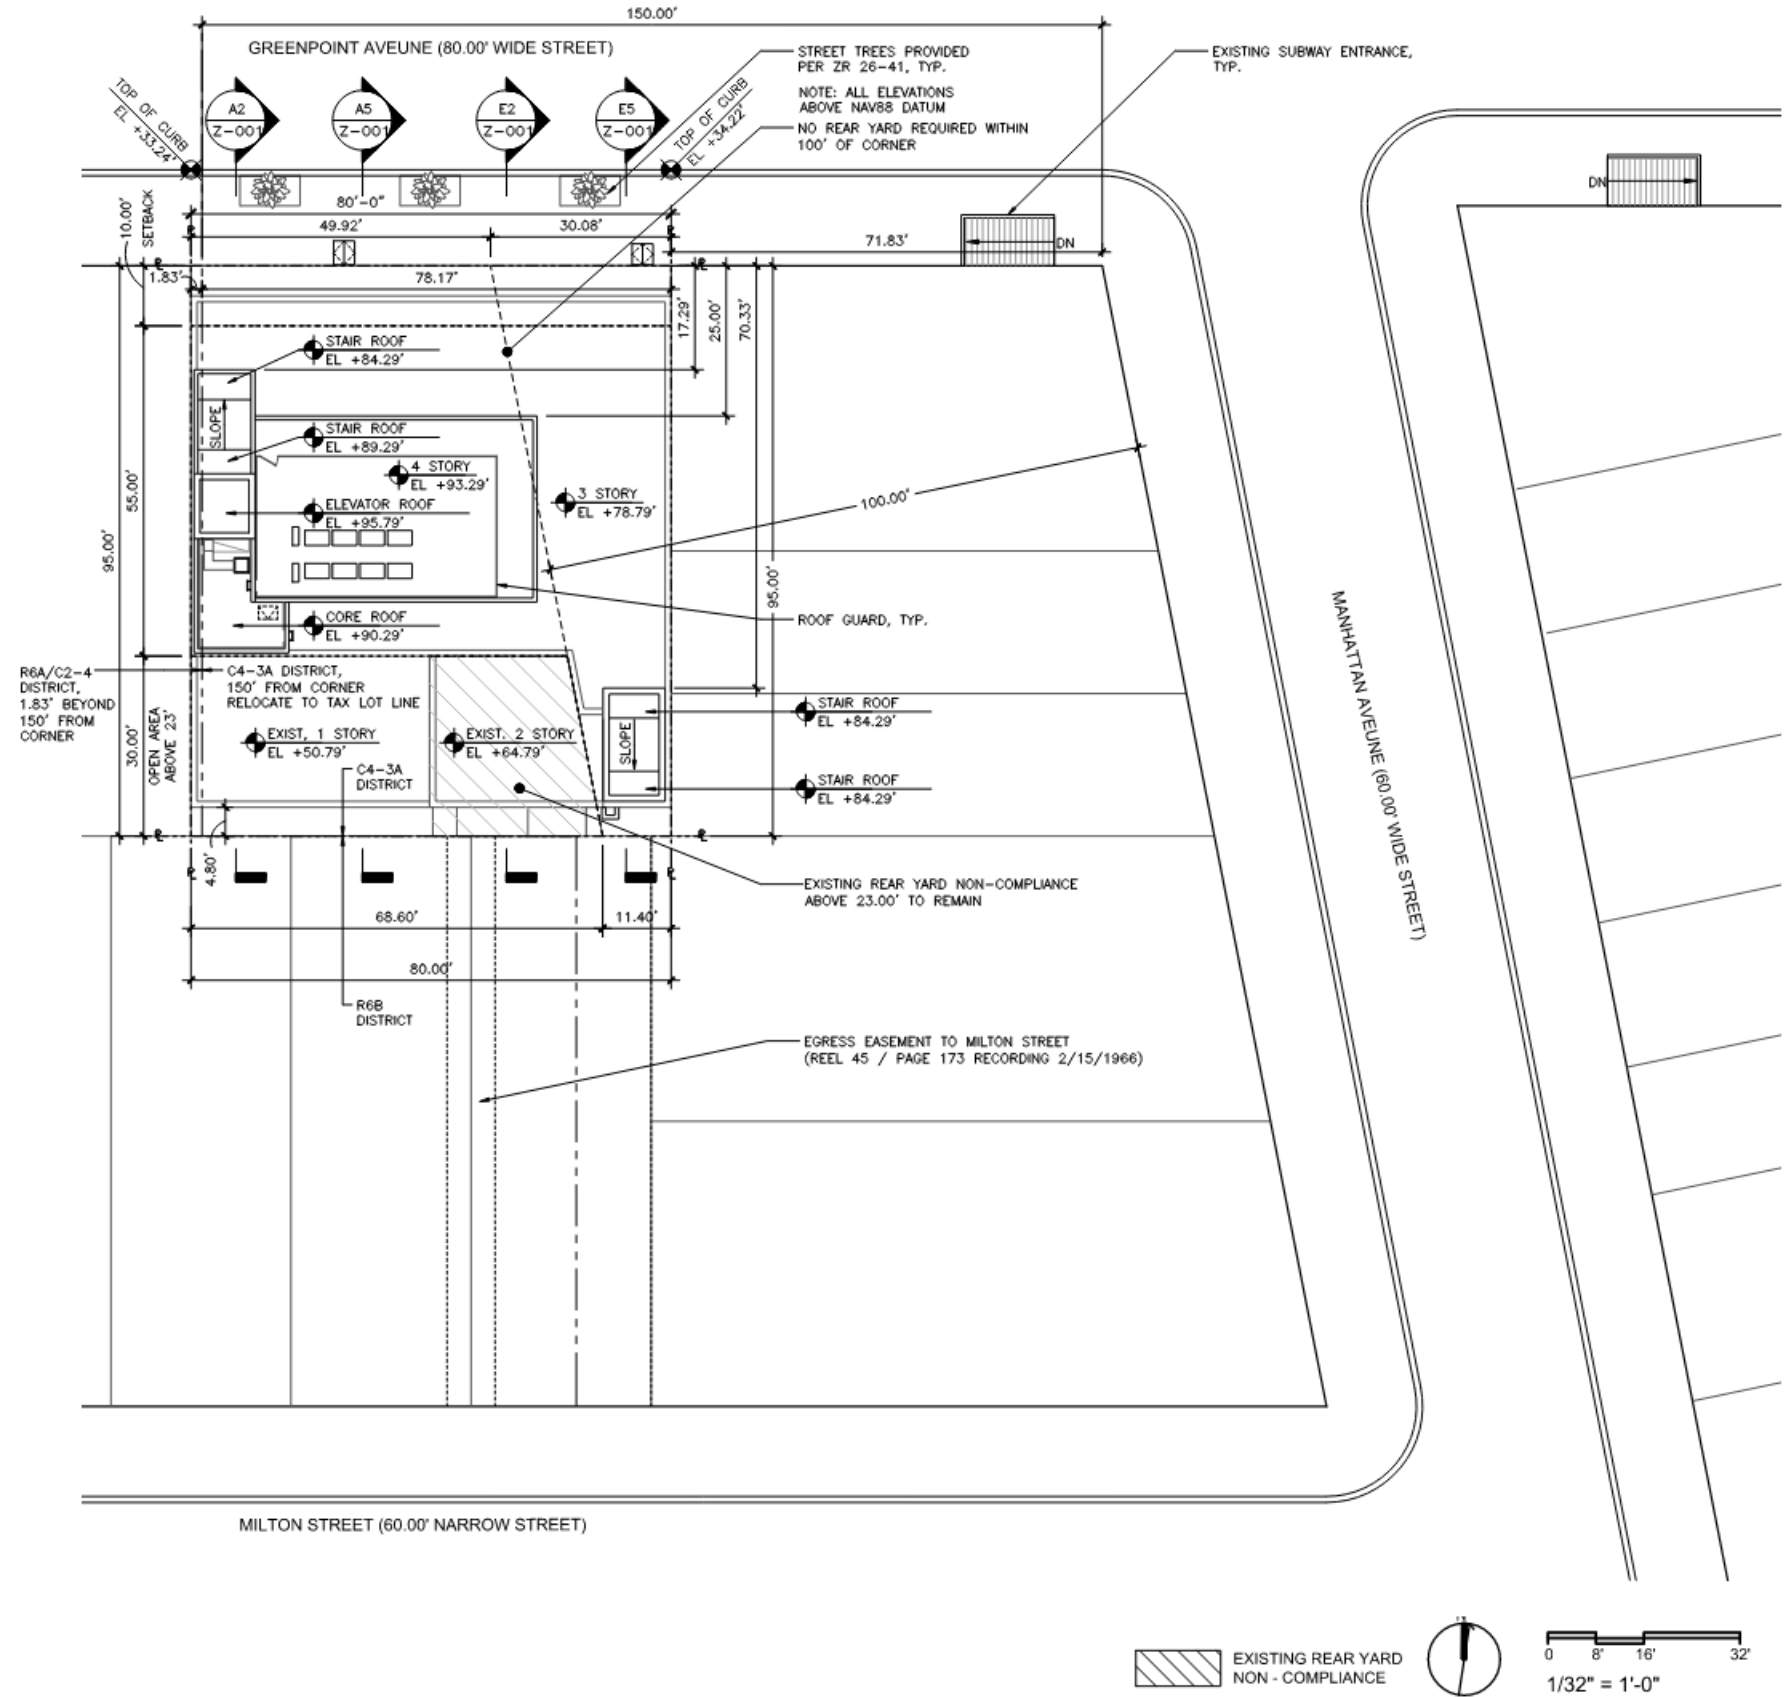 150.00'
GREENPOINT AVEUNE (80.00' WIDE STREET)
STREET TREES PROVIDED
PER ZR 26-41, TYP.
EXISTING SUBWAY ENTRANCE,
TYP.
TOP OF CURB
EL +33.24'
A2
Z-001
A5
Z-001
E2
Z-001
E5
Z-001
TOP OF CURB
EL +34.22'
NOTE: ALL ELEVATIONS
ABOVE NAV88 DATUM
NO REAR YARD REQUIRED WITHIN
100' OF CORNER
DN
10.00'
SETBACK
80'-0"
49.92'
30.08'
71.83'
DN
1.83'
78.17'
17.29'
25.00'
70.33'
STAIR ROOF
EL +84.29'
SLOPE
STAIR ROOF
EL +89.29'
4 STORY
EL +93.29'
3 STORY
EL +78.79'
ELEVATOR ROOF
EL +95.79'
100.00'
55.00'
95.00'
95.00'
CORE ROOF
EL +90.29'
ROOF GUARD, TYP.
MANHATTAN AVEUNE (60.00' WIDE STREET)
R6A/C2-4
DISTRICT,
1.83' BEYOND
150' FROM
CORNER
C4-3A DISTRICT,
150' FROM CORNER
RELOCATE TO TAX LOT LINE
30.00'
OPEN AREA
ABOVE 23'
EXIST, 1 STORY
EL +50.79'
EXIST. 2 STORY
EL +64.79'
SLOPE
STAIR ROOF
EL +84.29'
C4-3A
DISTRICT
STAIR ROOF
EL +84.29'
4.80'
EXISTING REAR YARD NON-COMPLIANCE
ABOVE 23.00' TO REMAIN
68.60'
11.40'
80.00'
R6B
DISTRICT
EGRESS EASEMENT TO MILTON STREET
(REEL 45 / PAGE 173 RECORDING 2/15/1966)
MILTON STREET (60.00' NARROW STREET)
EXISTING REAR YARD
NON - COMPLIANCE
0 8' 16' 32'
1/32" = 1'-0"